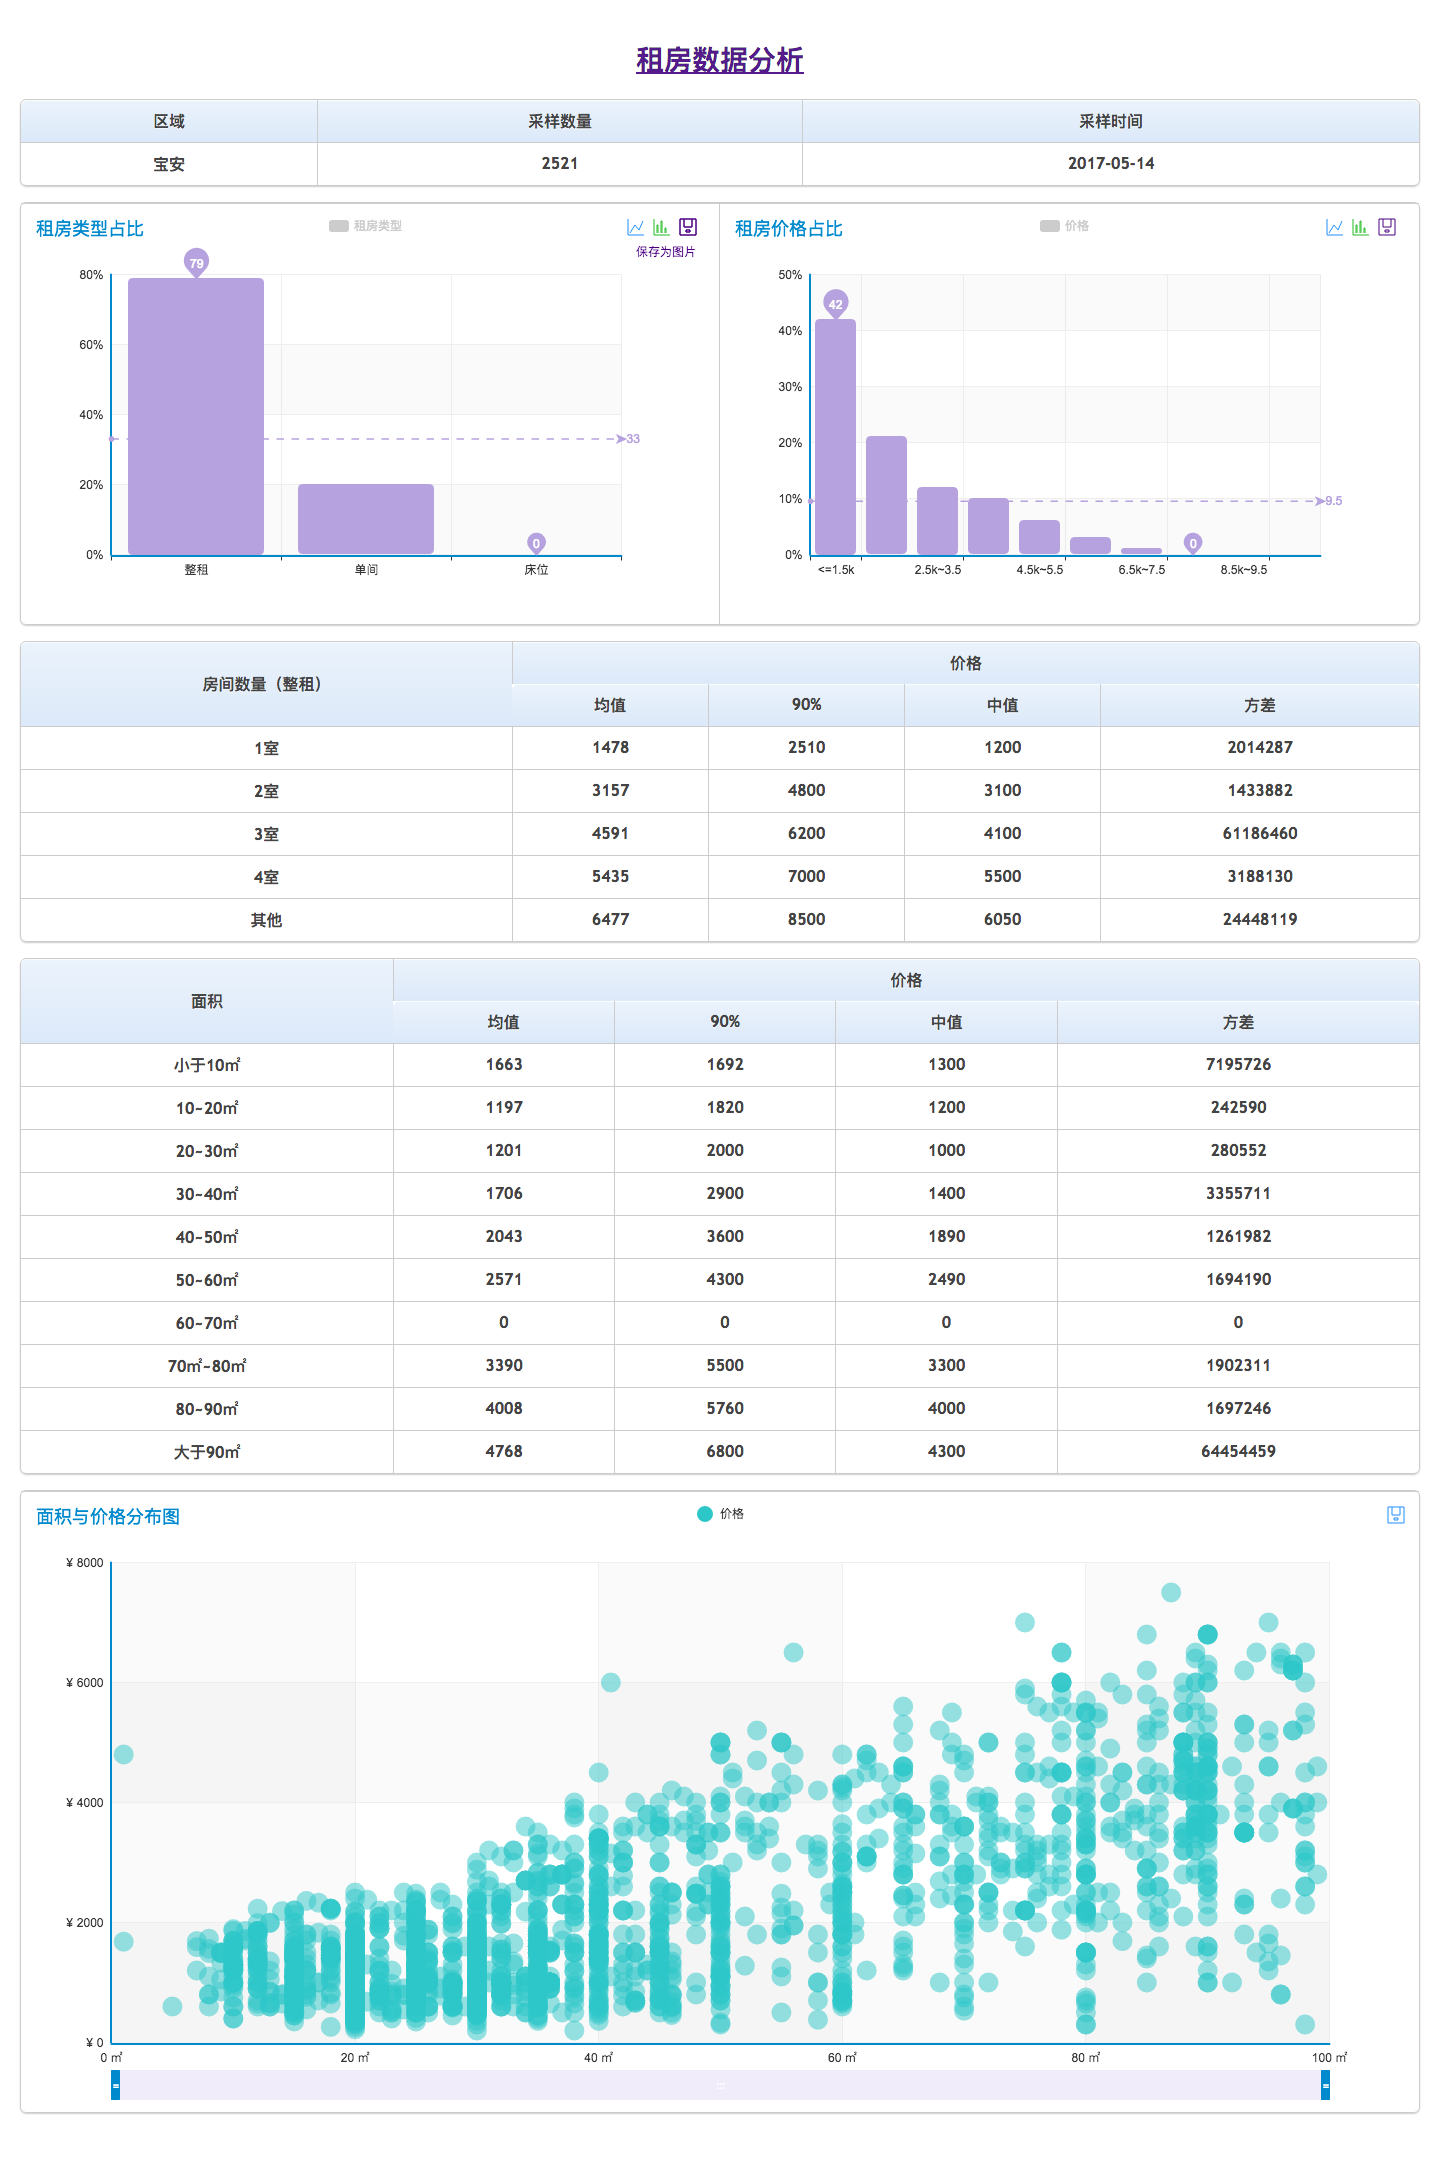 租房数据分析
区域 采样数量 采样时间
宝安 2521 2017-05-14
租房类型占比 租房类型
保存为图片
79
80%
60%
40%
33
20%
0
0%
整租 单间 床位
租房价格占比 价格
50%
42
40%
30%
20%
10%
9.5
0
0%
<=1.5k 2.5k~3.5 4.5k~5.5 6.5k~7.5 8.5k~9.5
房间数量（整租） 价格
均值 90% 中值 方差
1室 1478 2510 1200 2014287
2室 3157 4800 3100 1433882
3室 4591 6200 4100 61186460
4室 5435 7000 5500 3188130
其他 6477 8500 6050 24448119
面积 价格
均值 90% 中值 方差
小于10㎡ 1663 1692 1300 7195726
10~20㎡ 1197 1820 1200 242590
20~30㎡ 1201 2000 1000 280552
30~40㎡ 1706 2900 1400 3355711
40~50㎡ 2043 3600 1890 1261982
50~60㎡ 2571 4300 2490 1694190
60~70㎡ 0 0 0 0
70㎡~80㎡ 3390 5500 3300 1902311
80~90㎡ 4008 5760 4000 1697246
大于90㎡ 4768 6800 4300 64454459
面积与价格分布图 价格
¥ 8000
¥ 6000
¥ 4000
¥ 2000
¥ 0
0 ㎡ 20 ㎡ 40 ㎡ 60 ㎡ 80 ㎡ 100 ㎡